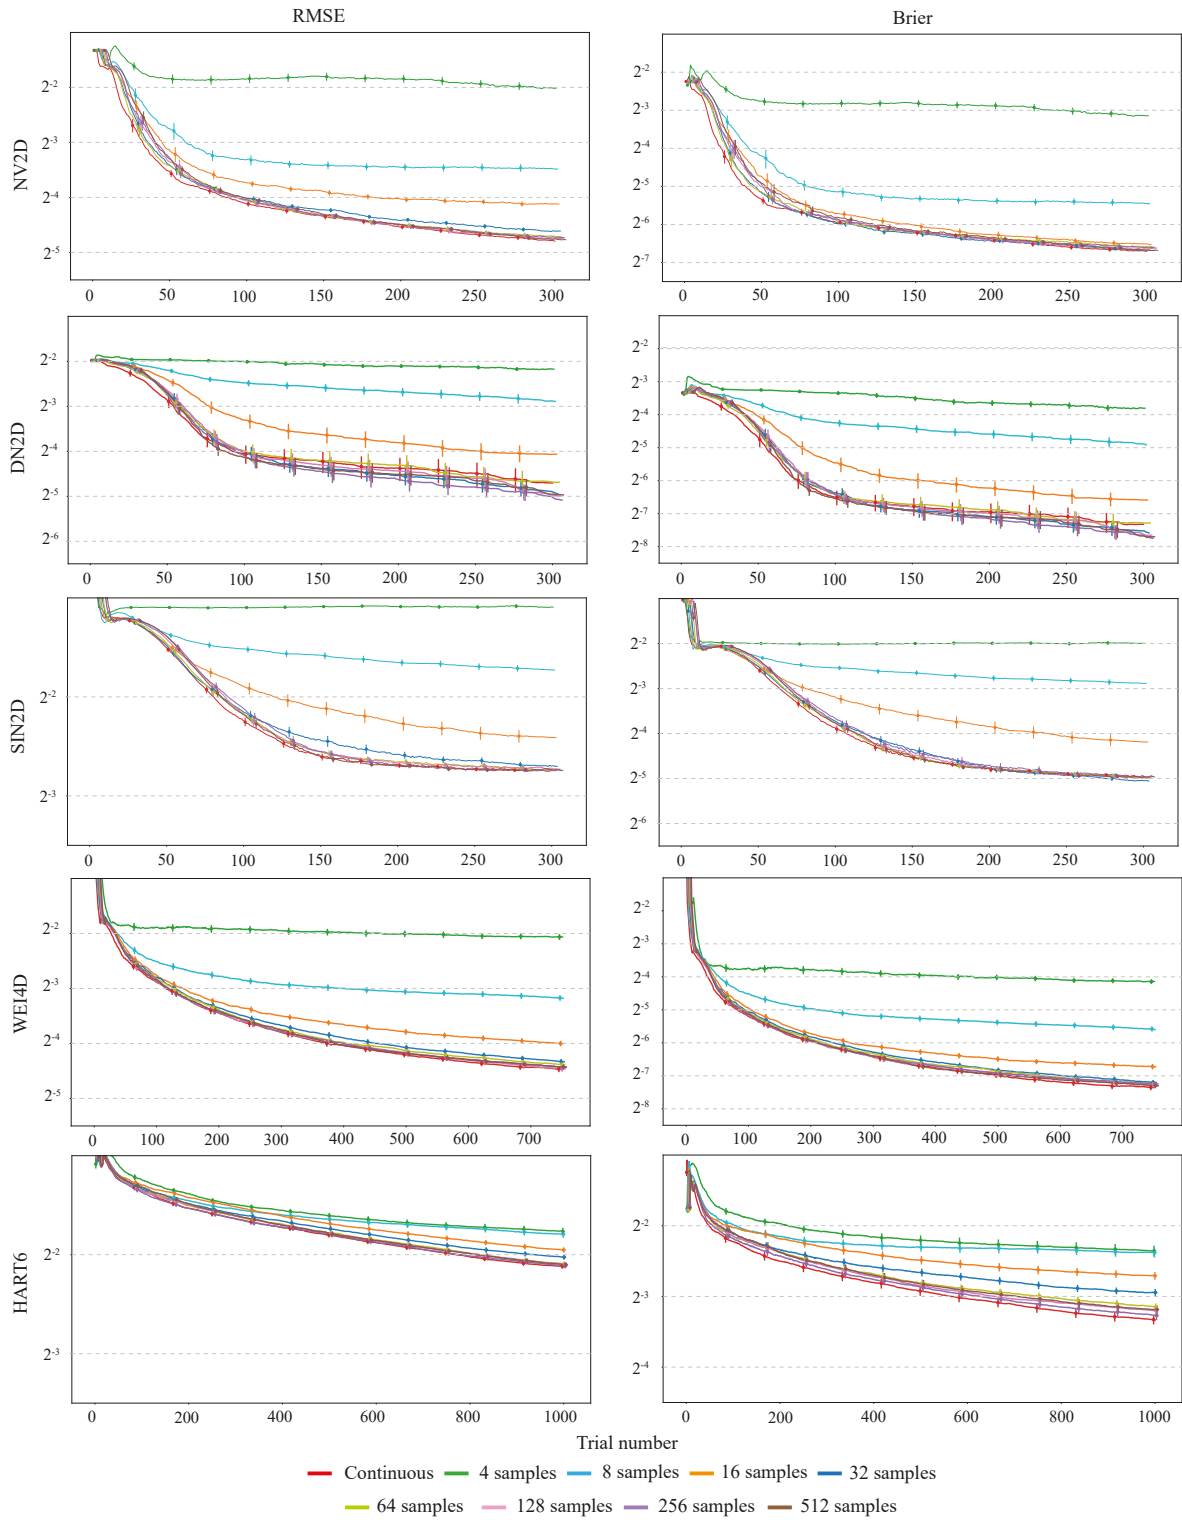 RMSE
Brier
NV2D
2⁻²
2⁻³
2⁻⁴
2⁻⁵
0 50 100 150 200 250 300
2⁻²
2⁻³
2⁻⁴
2⁻⁵
2⁻⁶
2⁻⁷
0 50 100 150 200 250 300
DN2D
2⁻²
2⁻³
2⁻⁴
2⁻⁵
2⁻⁶
0 50 100 150 200 250 300
2⁻²
2⁻³
2⁻⁴
2⁻⁵
2⁻⁶
2⁻⁷
2⁻⁸
0 50 100 150 200 250 300
SIN2D
2⁻²
2⁻³
0 50 100 150 200 250 300
2⁻²
2⁻³
2⁻⁴
2⁻⁵
2⁻⁶
0 50 100 150 200 250 300
WEI4D
2⁻²
2⁻³
2⁻⁴
2⁻⁵
0 100 200 300 400 500 600 700
2⁻²
2⁻³
2⁻⁴
2⁻⁵
2⁻⁶
2⁻⁷
2⁻⁸
0 100 200 300 400 500 600 700
HART6
2⁻²
2⁻³
0 200 400 600 800 1000
2⁻²
2⁻³
2⁻⁴
0 200 400 600 800 1000
Trial number
Continuous 4 samples 8 samples 16 samples 32 samples
64 samples 128 samples 256 samples 512 samples